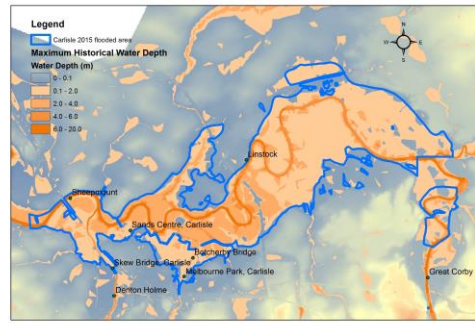 Legend
Carlisle 2015 flooded area
Maximum Historical Water Depth
Water Depth (m)
0 - 0.1
0.1 - 2.0
2.0 - 4.0
4.0 - 6.0
6.0 - 20.0
N
W
E
S
Linstock
Sheepmount
Sands Centre, Carlisle
Botcherby Bridge
Skew Bridge, Carlisle
Melbourne Park, Carlisle
Great Corby
Denton Holme